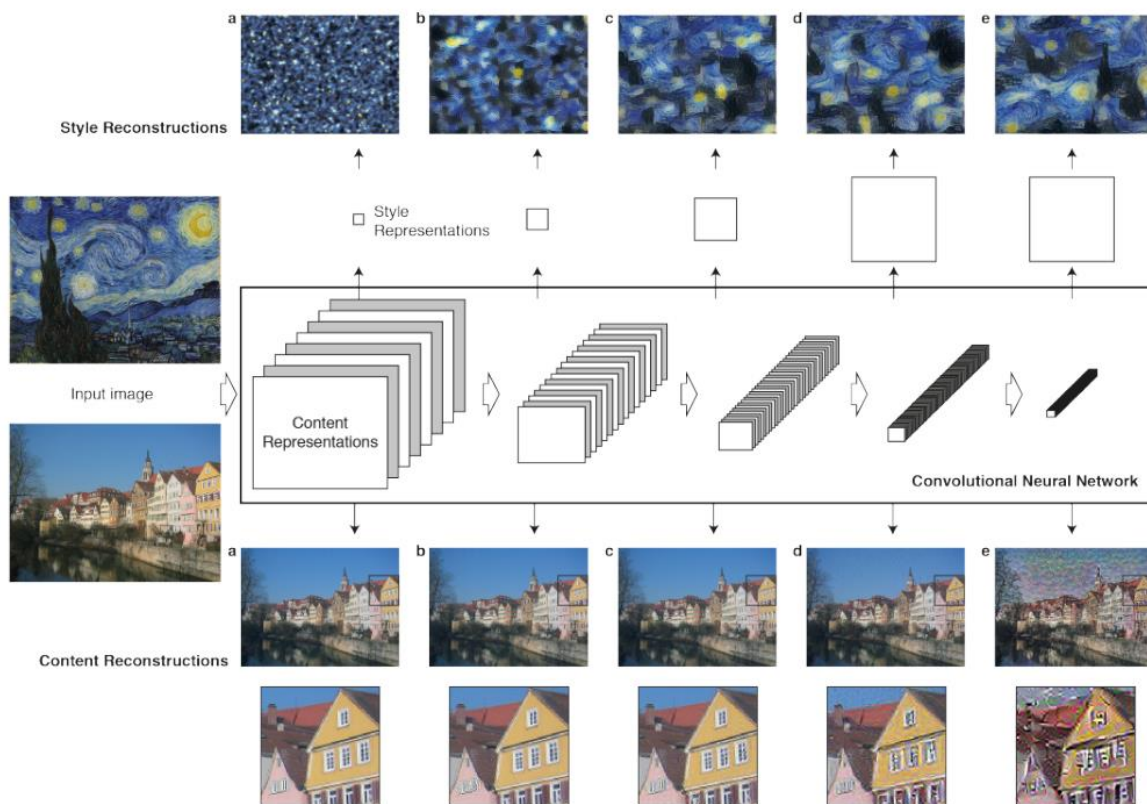 a b c d e
Style Reconstructions
Style
Representations
Input image
Content
Representations
Convolutional Neural Network
a b c d e
Content Reconstructions